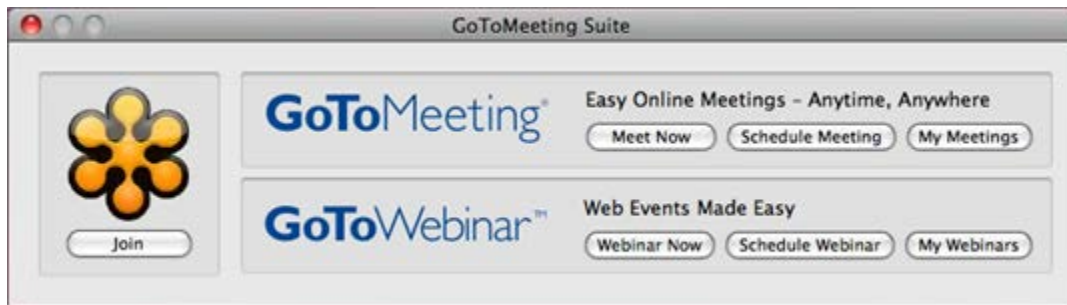 GoToMeeting Suite
GoToMeeting®
Easy Online Meetings – Anytime, Anywhere
Meet Now
Schedule Meeting
My Meetings
Join
GoToWebinar™
Web Events Made Easy
Webinar Now
Schedule Webinar
My Webinars